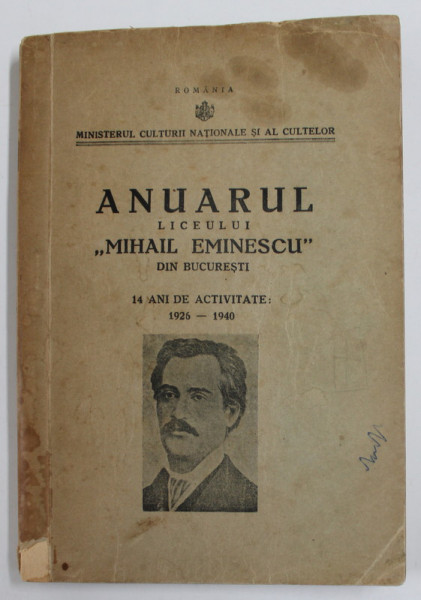 ROMÂNIA
MINISTERUL CULTURII NAȚIONALE ȘI AL CULTELOR
ANUARUL
LICEULUI
„MIHAIL EMINESCU”
DIN BUCUREȘTI
14 ANI DE ACTIVITATE:
1926 — 1940